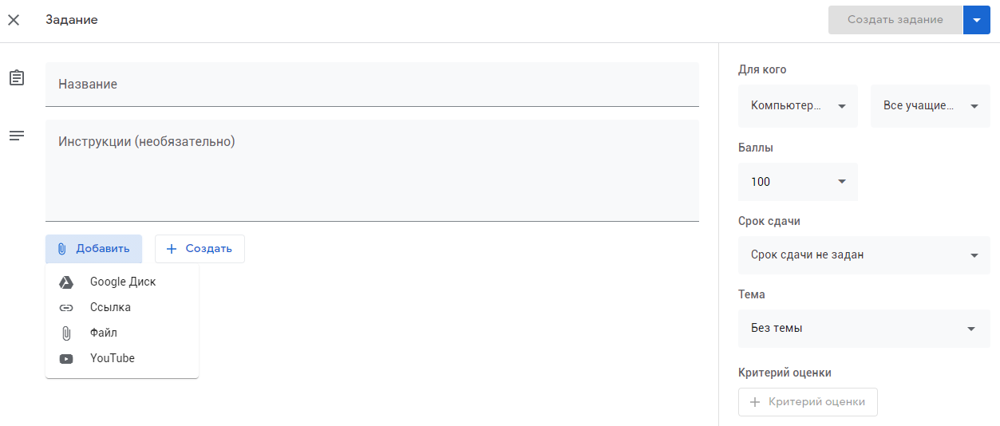 Задание
Создать задание
Название
Инструкции (необязательно)
Добавить
Создать
Google Диск
Ссылка
Файл
YouTube
Для кого
Компьютер...
Все учащие...
Баллы
100
Срок сдачи
Срок сдачи не задан
Тема
Без темы
Критерий оценки
Критерий оценки